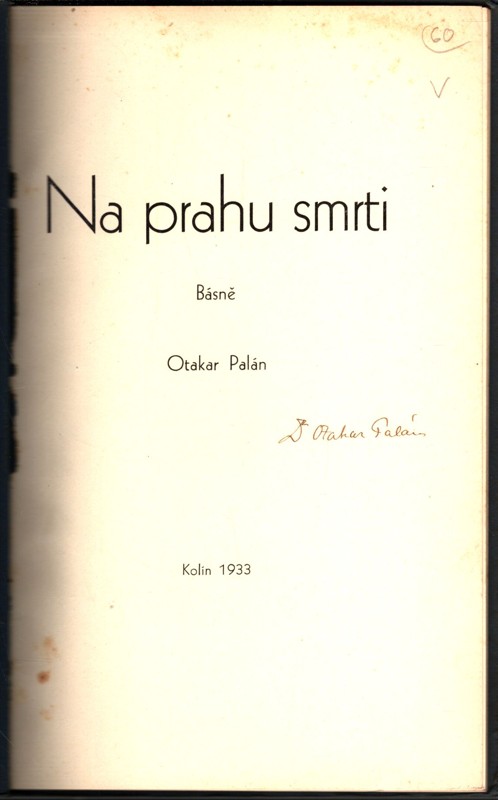 60
V
Na prahu smrti
Básně
Otakar Palán
Dr Otakar Palán
Kolín 1933